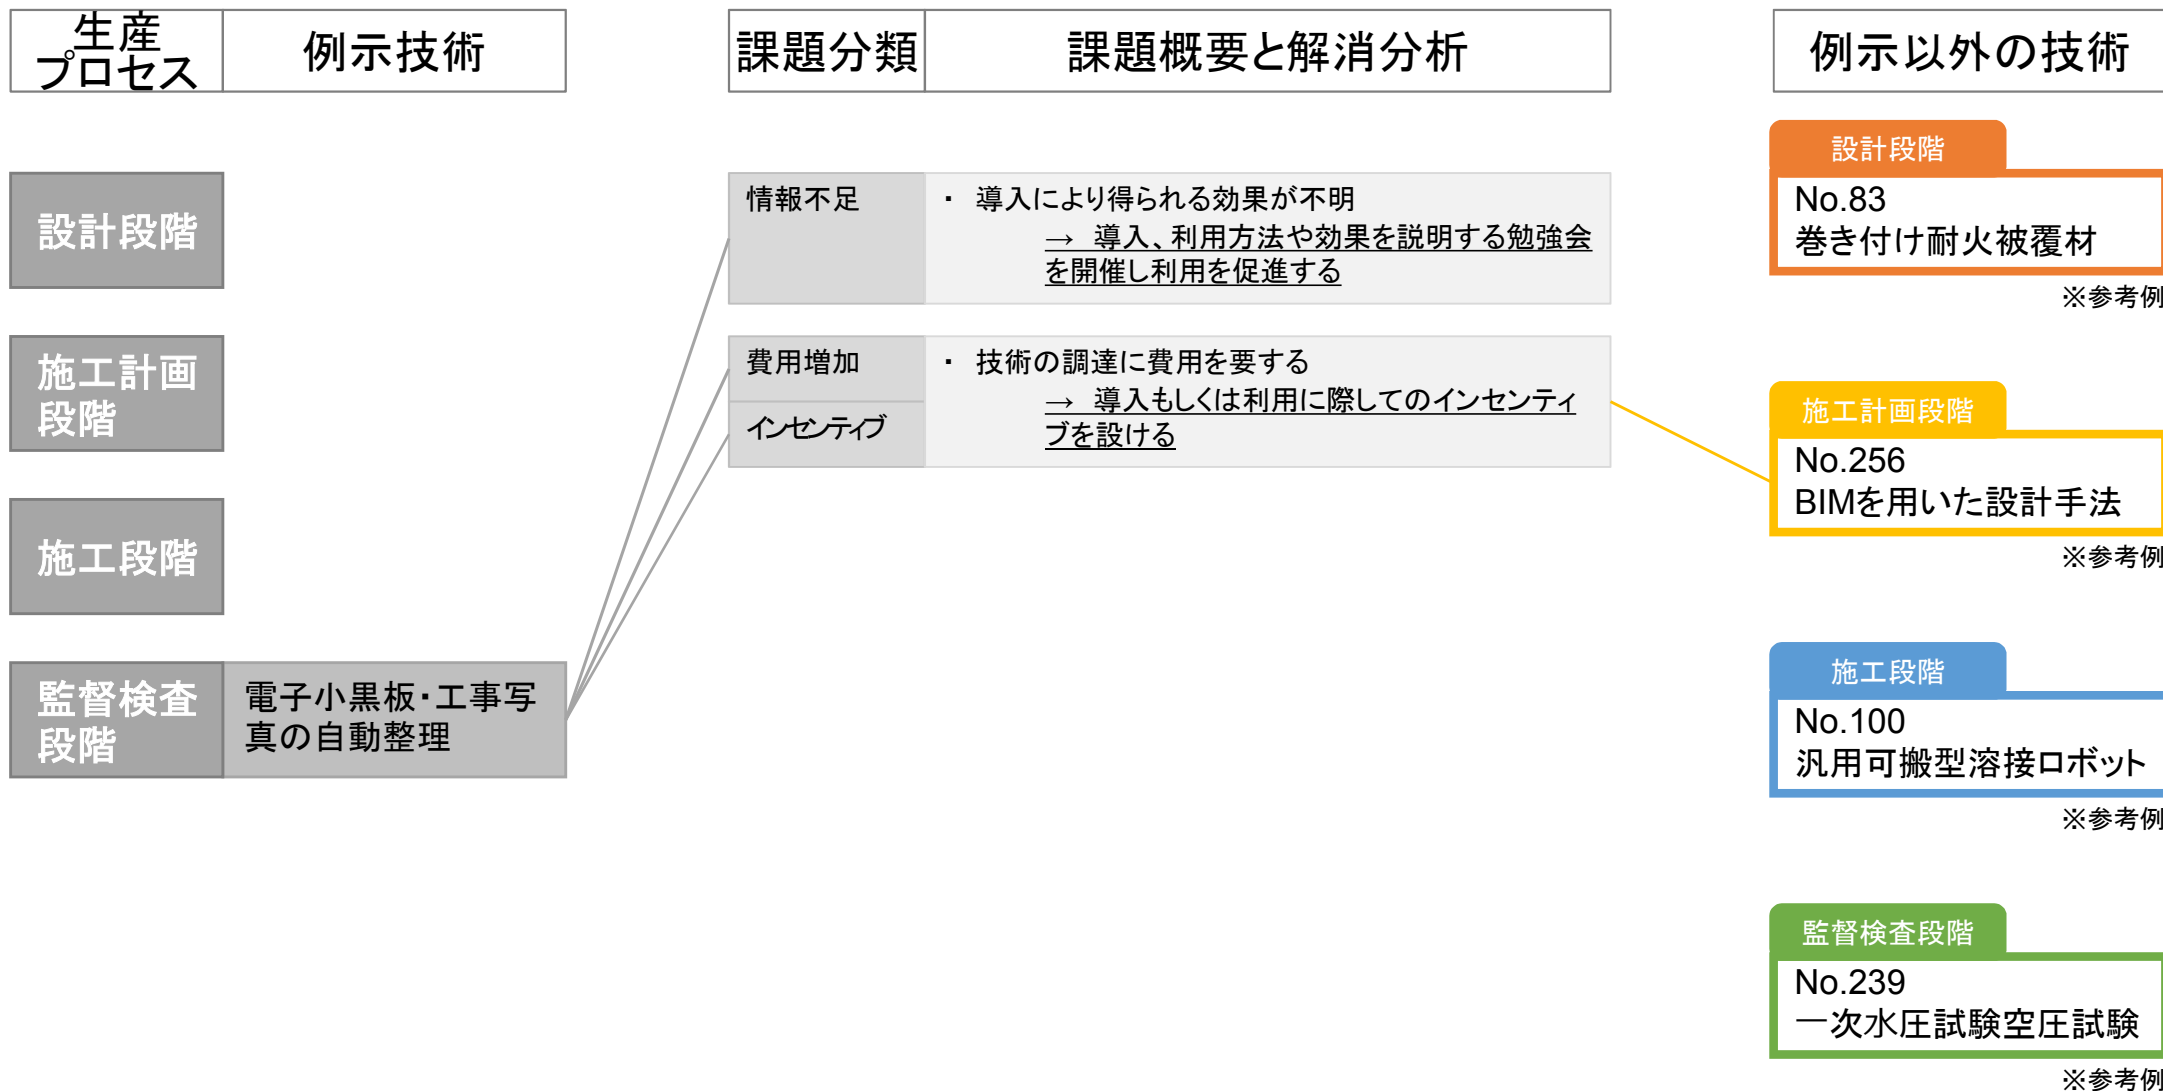 生産
プロセス
例示技術
課題分類
課題概要と解消分析
例示以外の技術
設計段階
施工計画
段階
施工段階
監督検査
段階
電子小黒板・工事写
真の自動整理
情報不足
・ 導入により得られる効果が不明
→ 導入、利用方法や効果を説明する勉強会
を開催し利用を促進する
費用増加
インセンティブ
・ 技術の調達に費用を要する
→ 導入もしくは利用に際してのインセンティ
ブを設ける
設計段階
No.83
巻き付け耐火被覆材
※参考例
施工計画段階
No.256
BIMを用いた設計手法
※参考例
施工段階
No.100
汎用可搬型溶接ロボット
※参考例
監督検査段階
No.239
一次水圧試験空圧試験
※参考例